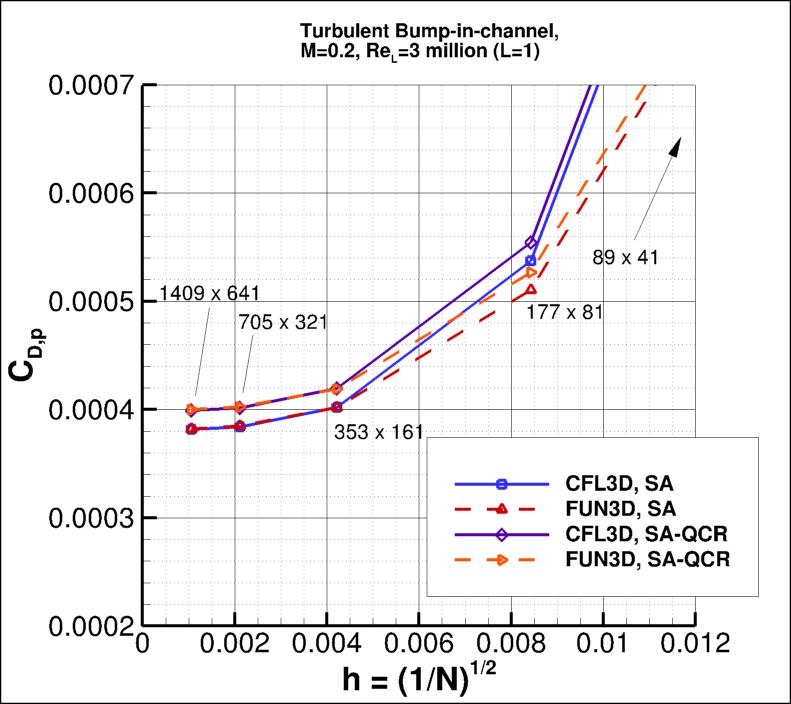 Turbulent Bump-in-channel,
M=0.2, Re_L=3 million (L=1)
0.0007
0.0006
0.0005
0.0004
0.0003
0.0002
C_D,p
1409 x 641
705 x 321
353 x 161
177 x 81
89 x 41
CFL3D, SA
FUN3D, SA
CFL3D, SA-QCR
FUN3D, SA-QCR
0 0.002 0.004 0.006 0.008 0.01 0.012
h = (1/N)^1/2